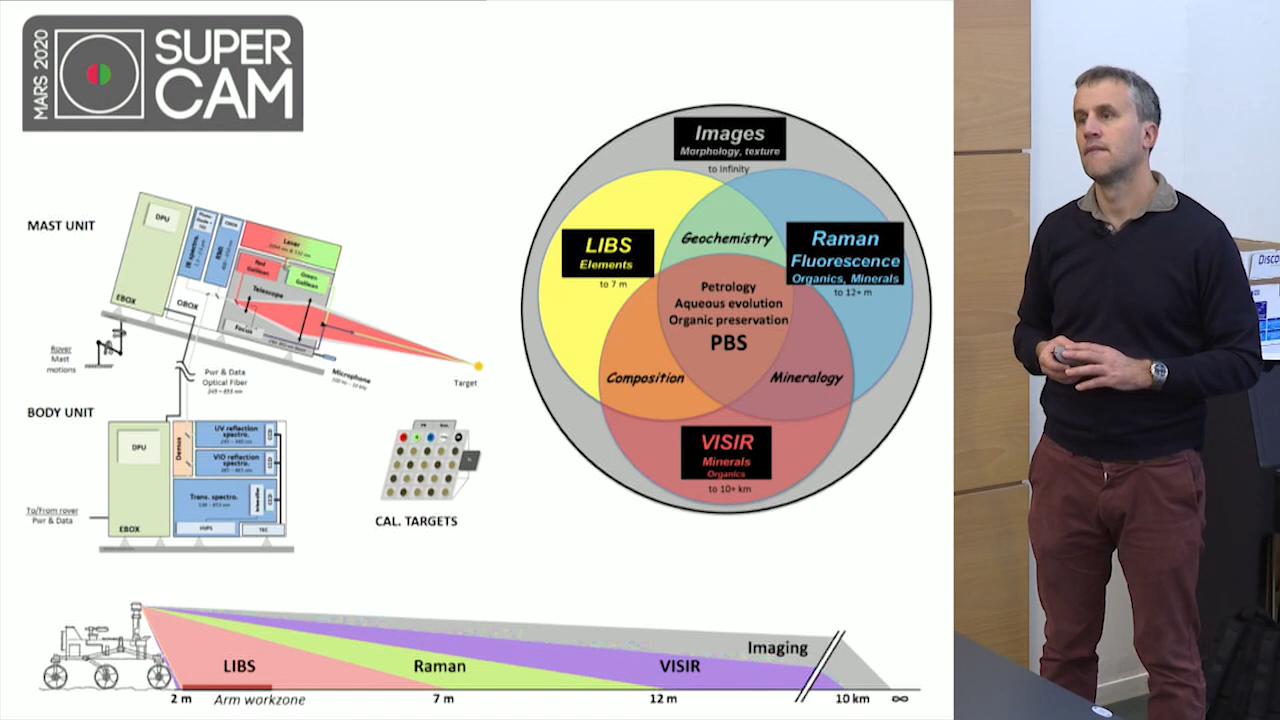 MARS 2020
SUPER
CAM
MAST UNIT
DPU
EBOX
OBOX
Laser
Red
Galilean
Green
Galilean
Telescope
Focus
Rover
Mast
motions
Pwr & Data
Optical Fiber
Microphone
Target
BODY UNIT
DPU
EBOX
Demux
UV reflection
spectro.
VIO reflection
spectro.
Trans. spectro.
HVPS
TEC
To/From rover
Pwr & Data
CAL. TARGETS
Images
Morphology, texture
to Infinity
LIBS
Elements
to 7 m
Geochemistry
Raman
Fluorescence
Organics, Minerals
to 12+ m
Petrology
Aqueous evolution
Organic preservation
PBS
Composition
Mineralogy
VISIR
Minerals
Organics
to 10+ km
LIBS
Raman
VISIR
Imaging
2 m
Arm workzone
7 m
12 m
10 km
∞